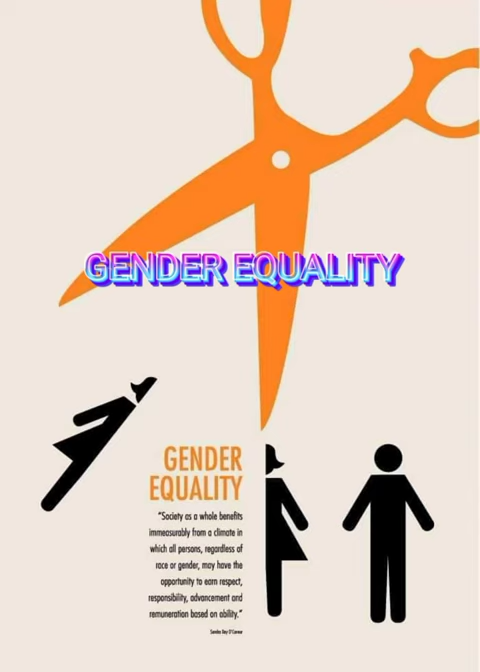 GENDER EQUALITY
GENDER
EQUALITY
"Society as a whole benefits
immeasurably from a climate in
which all persons, regardless of
race or gender, may have the
opportunity to earn respect,
responsibility, advancement and
remuneration based on ability."
Sandra Day O'Connor